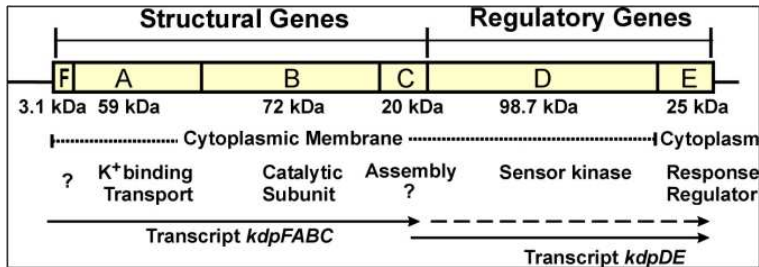 Structural Genes Regulatory Genes
F A B C D E
3.1 kDa 59 kDa 72 kDa 20 kDa 98.7 kDa 25 kDa
Cytoplasmic Membrane Cytoplasm
? K+ binding Transport Catalytic Subunit Assembly ? Sensor kinase Response Regulator
Transcript kdpFABC
Transcript kdpDE